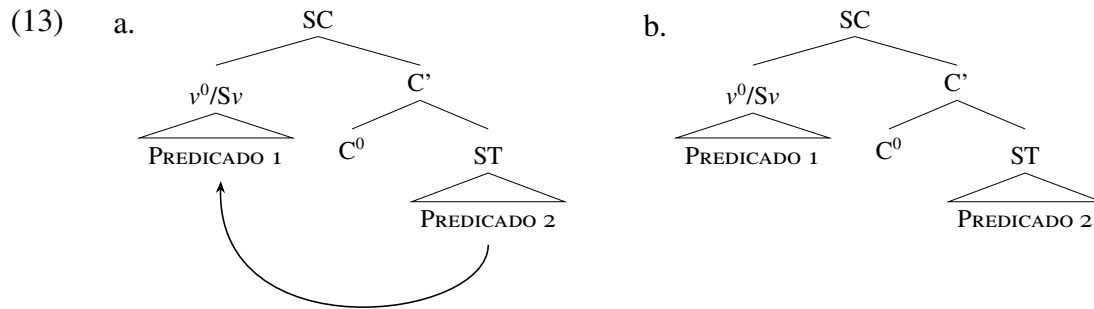 (13) a. SC b. SC
v⁰/Sv C’ v⁰/Sv C’
PREDICADO 1 C⁰ ST PREDICADO 1 C⁰ ST
PREDICADO 2 PREDICADO 2